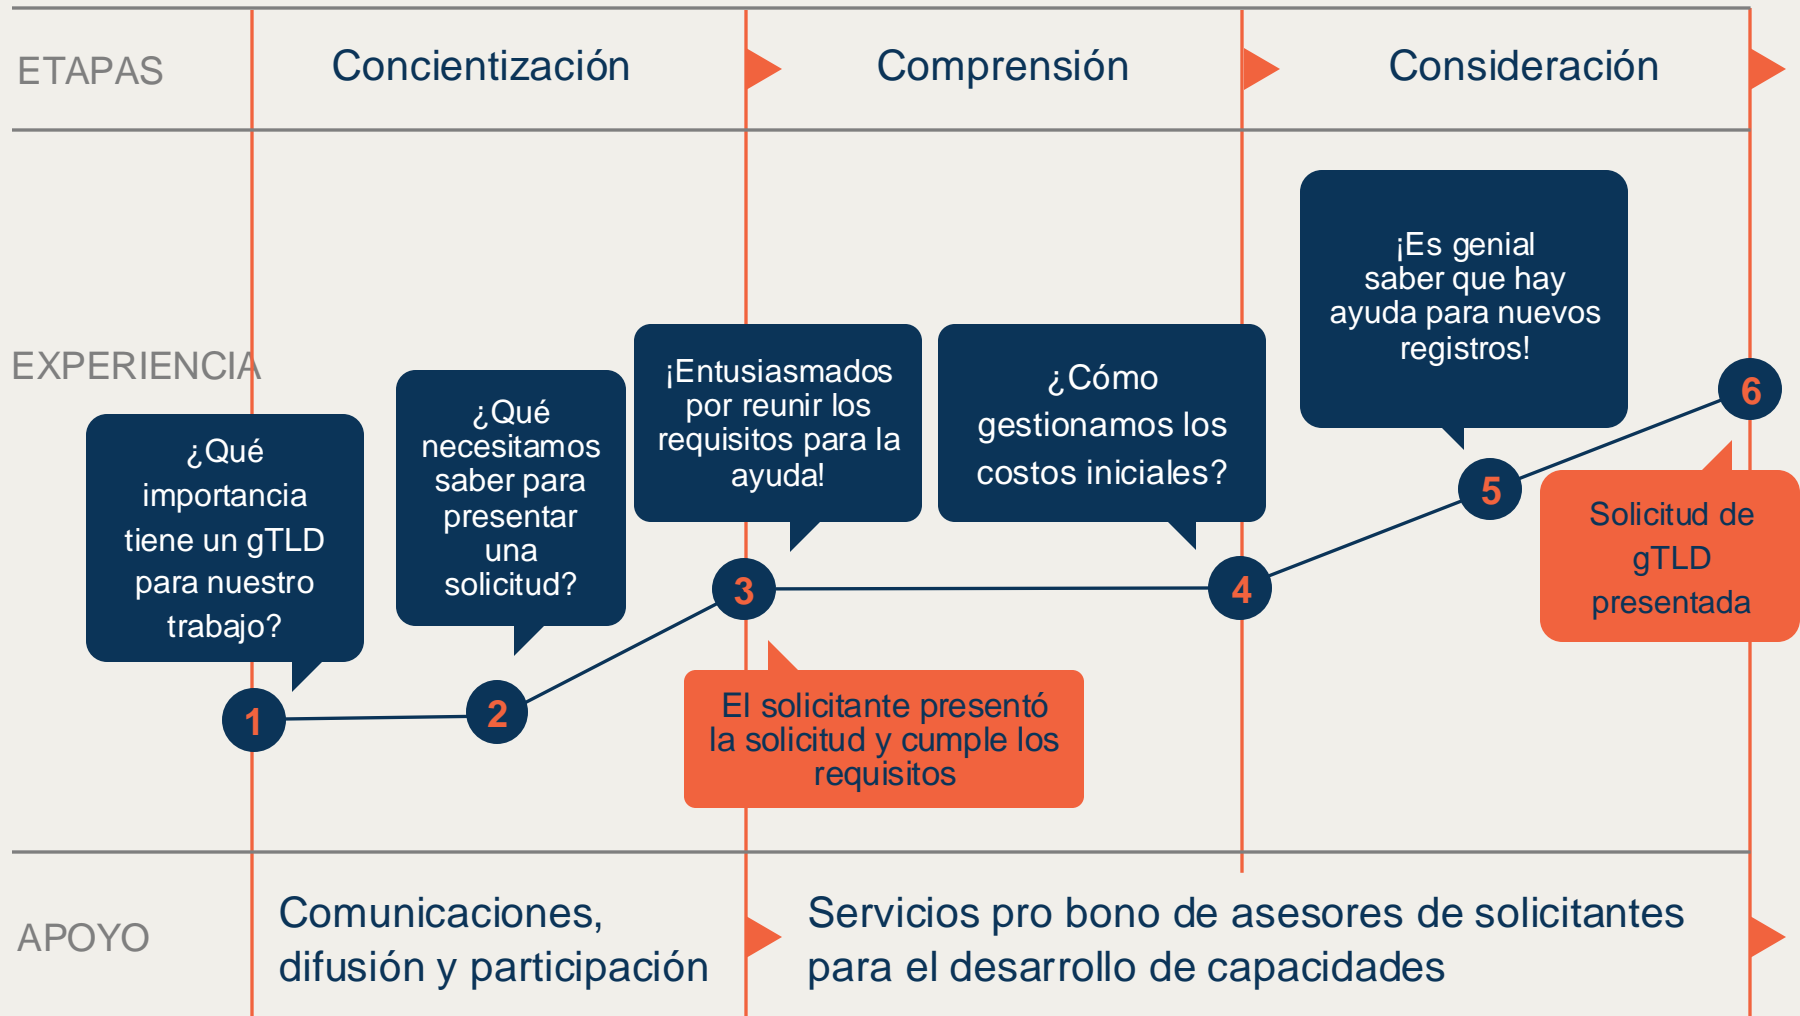 ETAPAS
Concientización
Comprensión
Consideración
EXPERIENCIA
¿Qué
importancia
tiene un gTLD
para nuestro
trabajo?
¿Qué
necesitamos
saber para
presentar
una
solicitud?
¡Entusiasmados
por reunir los
requisitos para la
ayuda!
¿Cómo
gestionamos los
costos iniciales?
¡Es genial
saber que hay
ayuda para nuevos
registros!
1
2
3
4
5
6
El solicitante presentó
la solicitud y cumple los
requisitos
Solicitud de
gTLD
presentada
APOYO
Comunicaciones,
difusión y participación
Servicios pro bono de asesores de solicitantes
para el desarrollo de capacidades